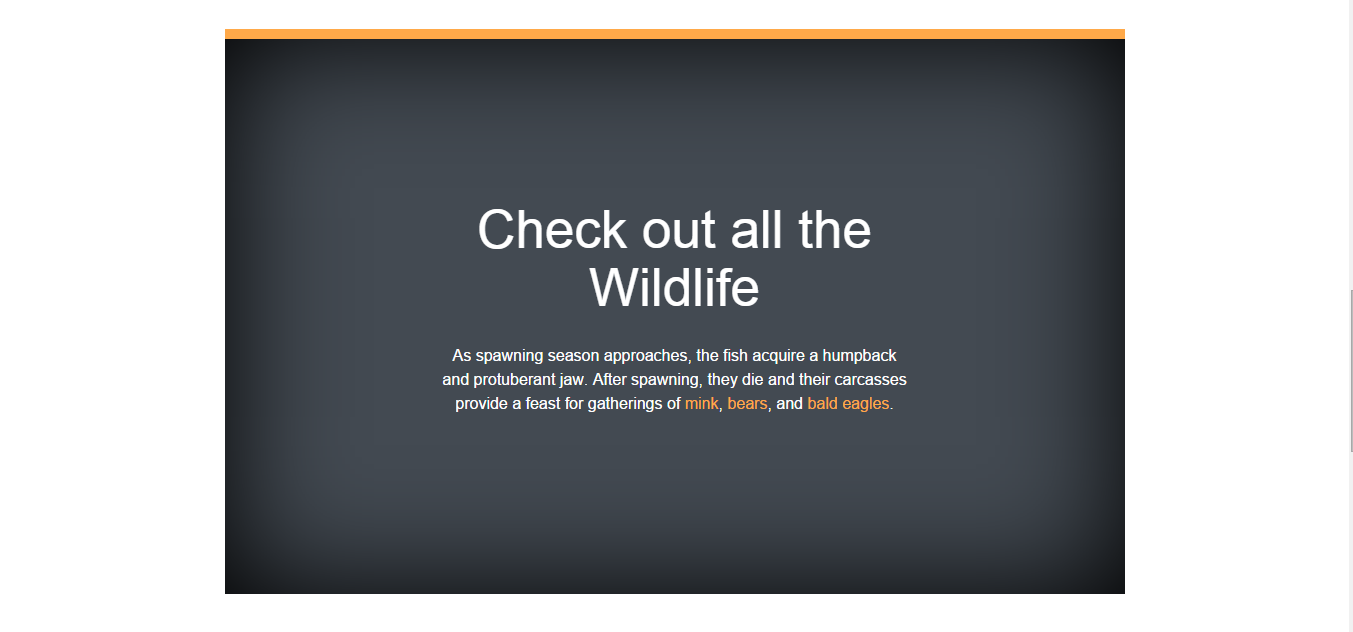 Check out all the
Wildlife
As spawning season approaches, the fish acquire a humpback
and protuberant jaw. After spawning, they die and their carcasses
provide a feast for gatherings of mink, bears, and bald eagles.